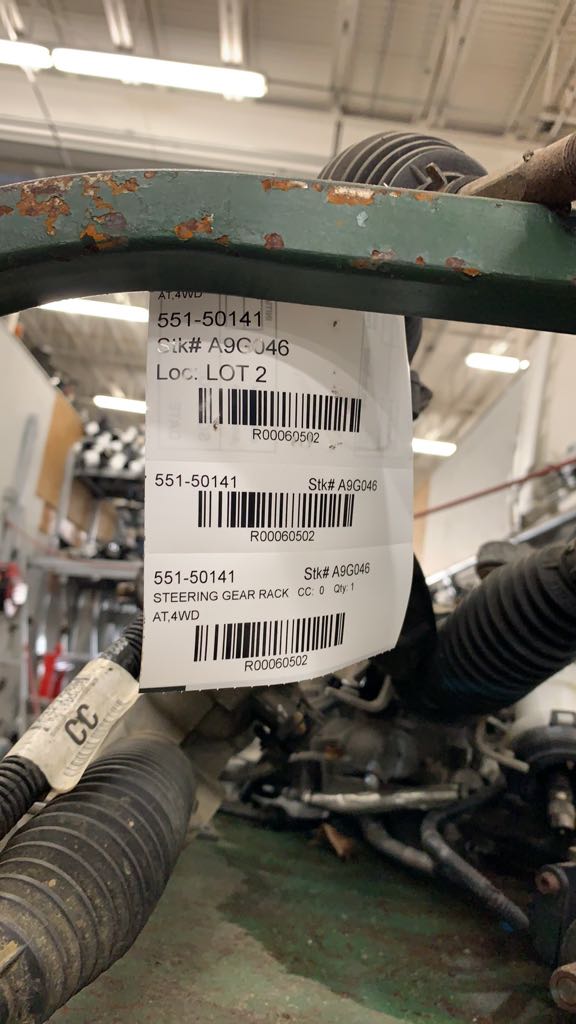 AT,4WD
551-50141
Stk# A9G046
Loc: LOT 2
R00060502
551-50141 Stk# A9G046
R00060502
551-50141 Stk# A9G046
STEERING GEAR RACK CC: 0 Qty: 1
AT,4WD
R00060502
CC